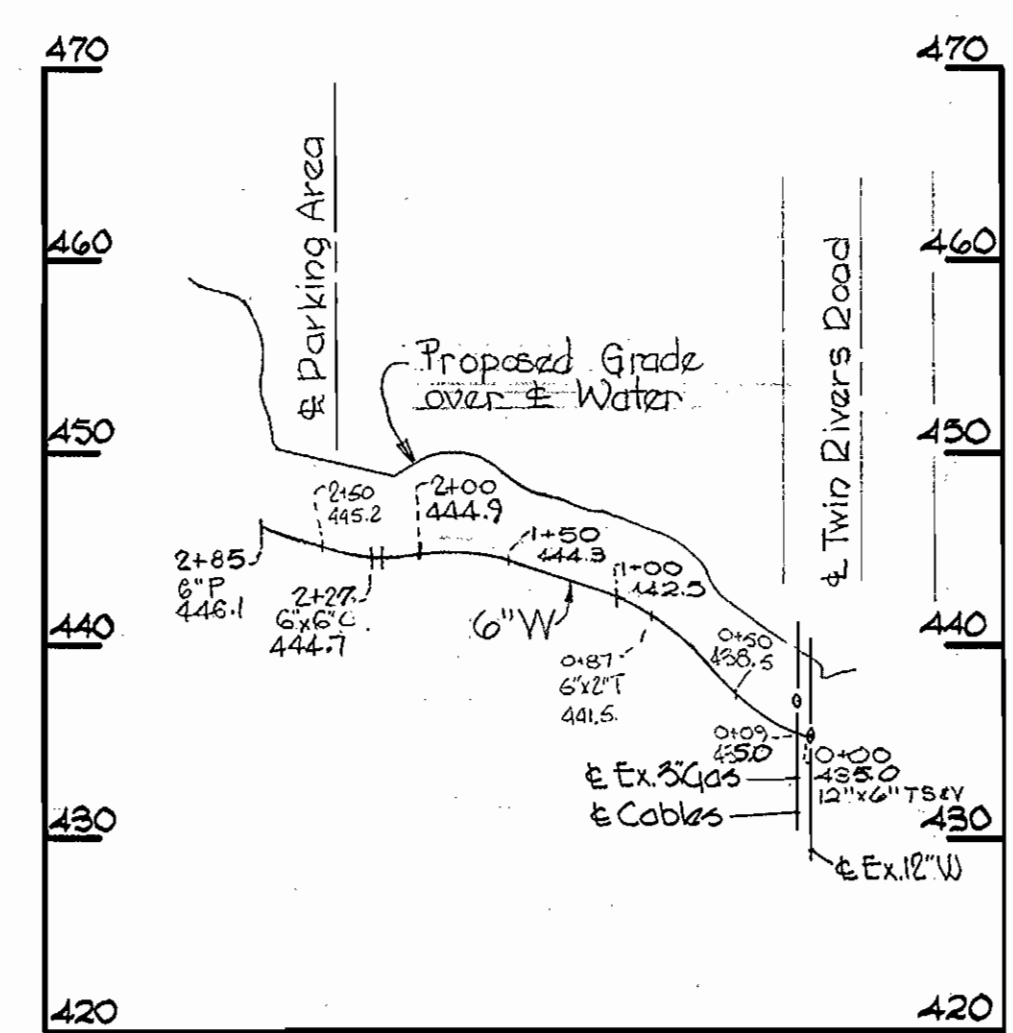 470
470
460
460
450
450
440
440
430
430
420
420
℄ Parking Area
Proposed Grade
over ℄ Water
℄ Twin Rivers Road
2+50
445.2
2+00
444.9
1+50
444.3
1+00
442.5
2+85
6"P
446.1
2+27
6"x6"C
444.7
6"W
0+87
6"x2"T
441.5
0+50
438.5
0+09
435.0
0+00
435.0
12"x6" TS&V
℄ Ex. 3"Gas
℄ Cables
℄ Ex. 12"W